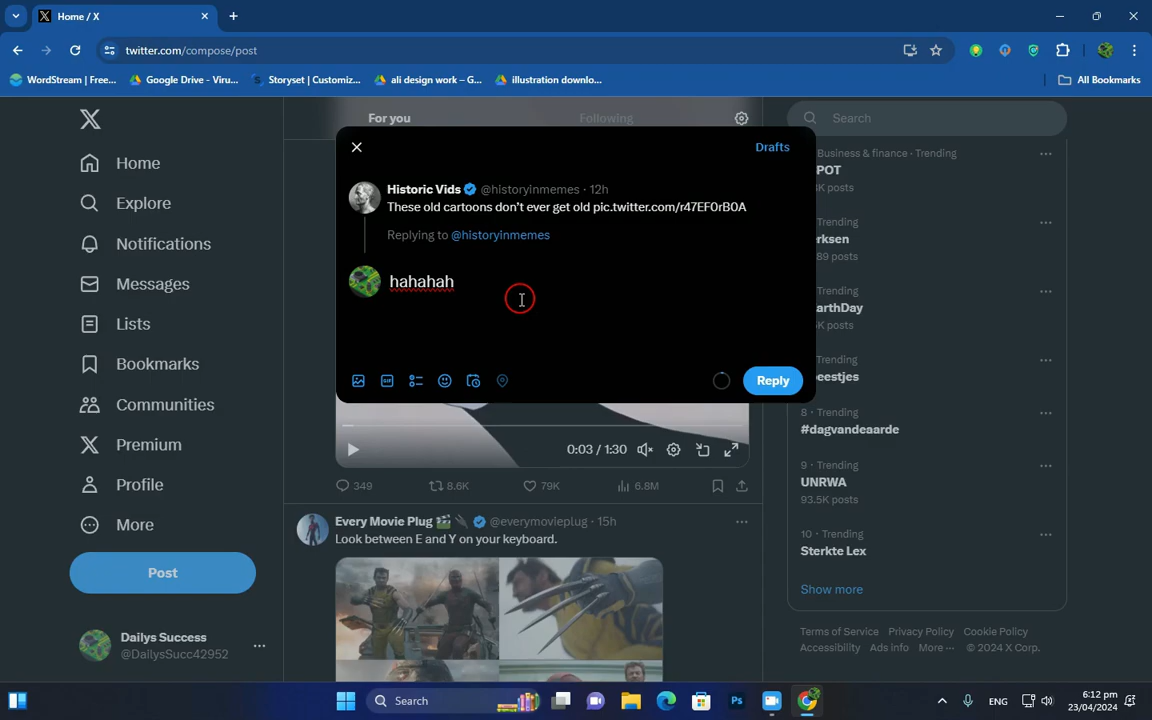 Home / X
twitter.com/compose/post
WordStream | Free...
Google Drive - Viru...
Storyset | Customiz...
ali design work – G...
illustration downlo...
All Bookmarks
For you
Following
Search
Drafts
Historic Vids @historyinmemes · 12h
These old cartoons don't ever get old pic.twitter.com/r47EF0rB0A
Replying to @historyinmemes
hahahah
Reply
Home
Explore
Notifications
Messages
Lists
Bookmarks
Communities
Premium
Profile
More
Post
Dailys Success
@DailysSucc42952
0:03 / 1:30
349
8.6K
79K
6.8M
Every Movie Plug @everymovieplug · 15h
Look between E and Y on your keyboard.
Business & finance · Trending
POT
K posts
Trending
erksen
89 posts
Trending
arthDay
K posts
Trending
beestjes
8 · Trending
#dagvandeaarde
9 · Trending
UNRWA
93.5K posts
10 · Trending
Sterkte Lex
Show more
Terms of Service Privacy Policy Cookie Policy
Accessibility Ads info More ··· © 2024 X Corp.
Search
Ps
ENG
6:12 pm
23/04/2024